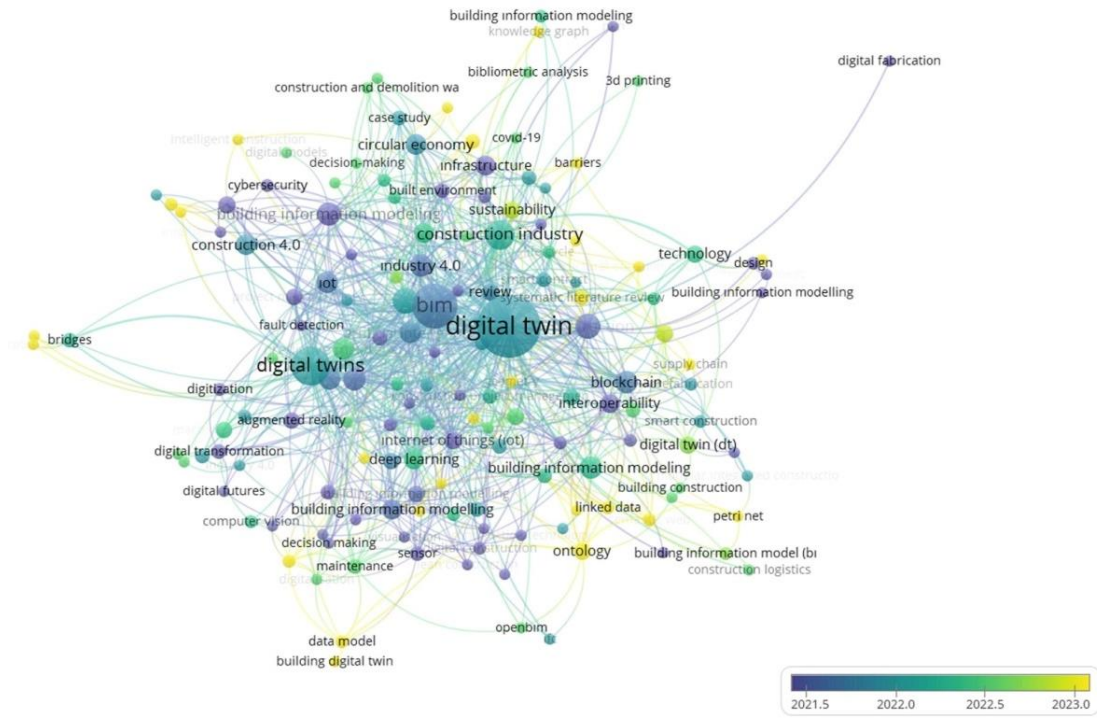 building information modeling
knowledge graph
digital fabrication
bibliometric analysis
3d printing
construction and demolition wa
case study
covid-19
intelligent construction
circular economy
digital models
decision-making
infrastructure
barriers
cybersecurity
built environment
building information modeling
sustainability
construction industry
construction 4.0
technology
design
industry 4.0
iot
smart contract
review
building information modelling
systematic literature review
bim
fault detection
digital twin
bridges
digital twins
supply chain
blockchain
digitization
interoperability
augmented reality
smart construction
internet of things (iot)
digital twin (dt)
digital transformation
deep learning
building information modeling
building construction
digital futures
building information modelling
building information modelling
linked data
computer vision
petri net
decision making
sensor
ontology
building information model (bi
maintenance
construction logistics
openbim
data model
building digital twin
2021.5
2022.0
2022.5
2023.0